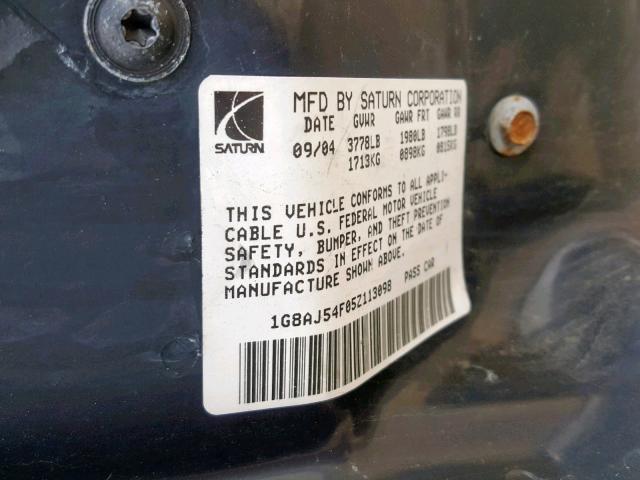 SATURN
MFD BY SATURN CORPORATION
DATE GVWR GAWR FRT GAWR RR
09/04 3778LB 1980LB 1798LB
1713KG 0898KG 0815KG
THIS VEHICLE CONFORMS TO ALL APPLI-
CABLE U.S. FEDERAL MOTOR VEHICLE
SAFETY, BUMPER, AND THEFT PREVENTION
STANDARDS IN EFFECT ON THE DATE OF
MANUFACTURE SHOWN ABOVE.
1G8AJ54F05Z113098 PASS CAR